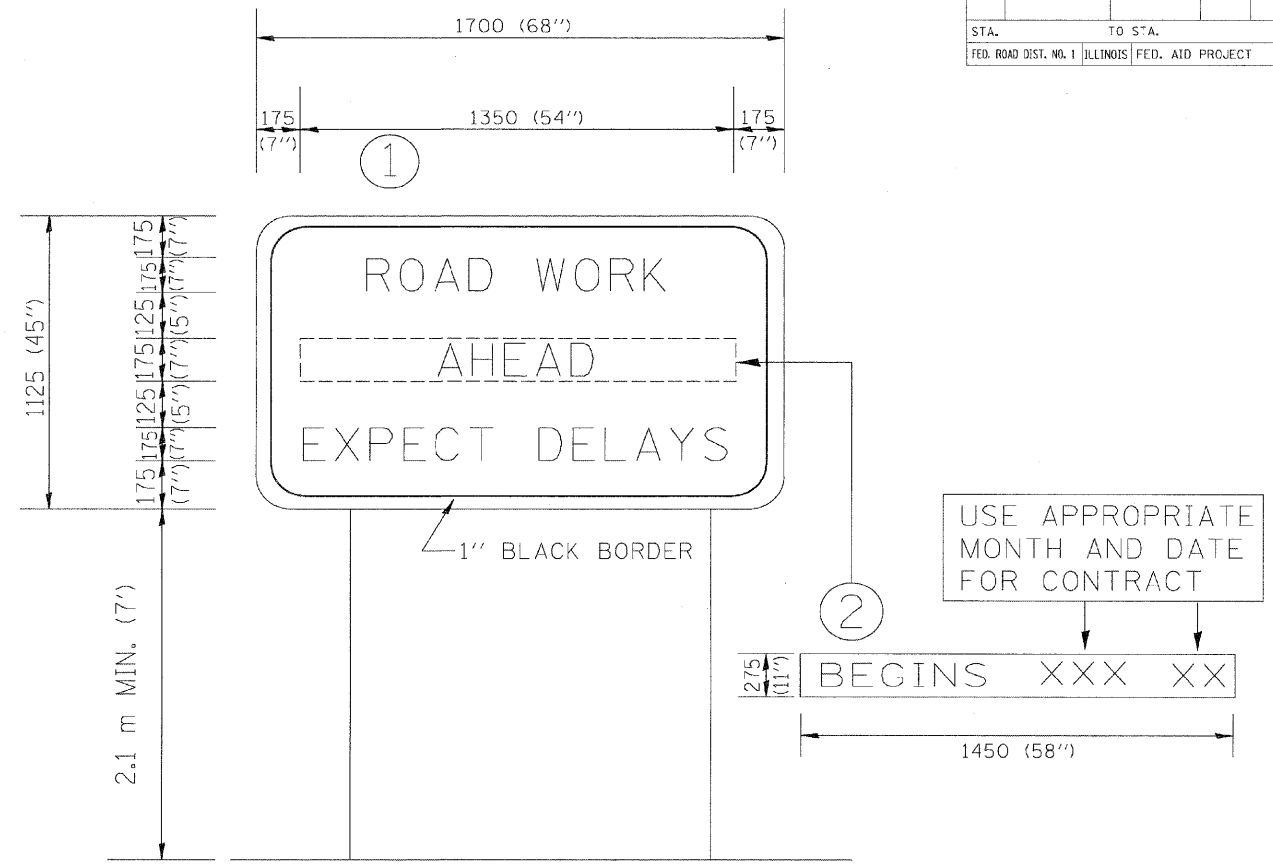 STA. TO STA.
FED. ROAD DIST. NO. 1 ILLINOIS FED. AID PROJECT
1700 (68'')
175 (7'')
1350 (54'')
175 (7'')
1
1125 (45'')
175 (7'')
175 (7'')
125 (5'')
175 (7'')
125 (5'')
175 (7'')
175 (7'')
ROAD WORK
AHEAD
EXPECT DELAYS
1'' BLACK BORDER
2.1 m MIN. (7')
2
USE APPROPRIATE
MONTH AND DATE
FOR CONTRACT
275 (11'')
BEGINS XXX XX
1450 (58'')